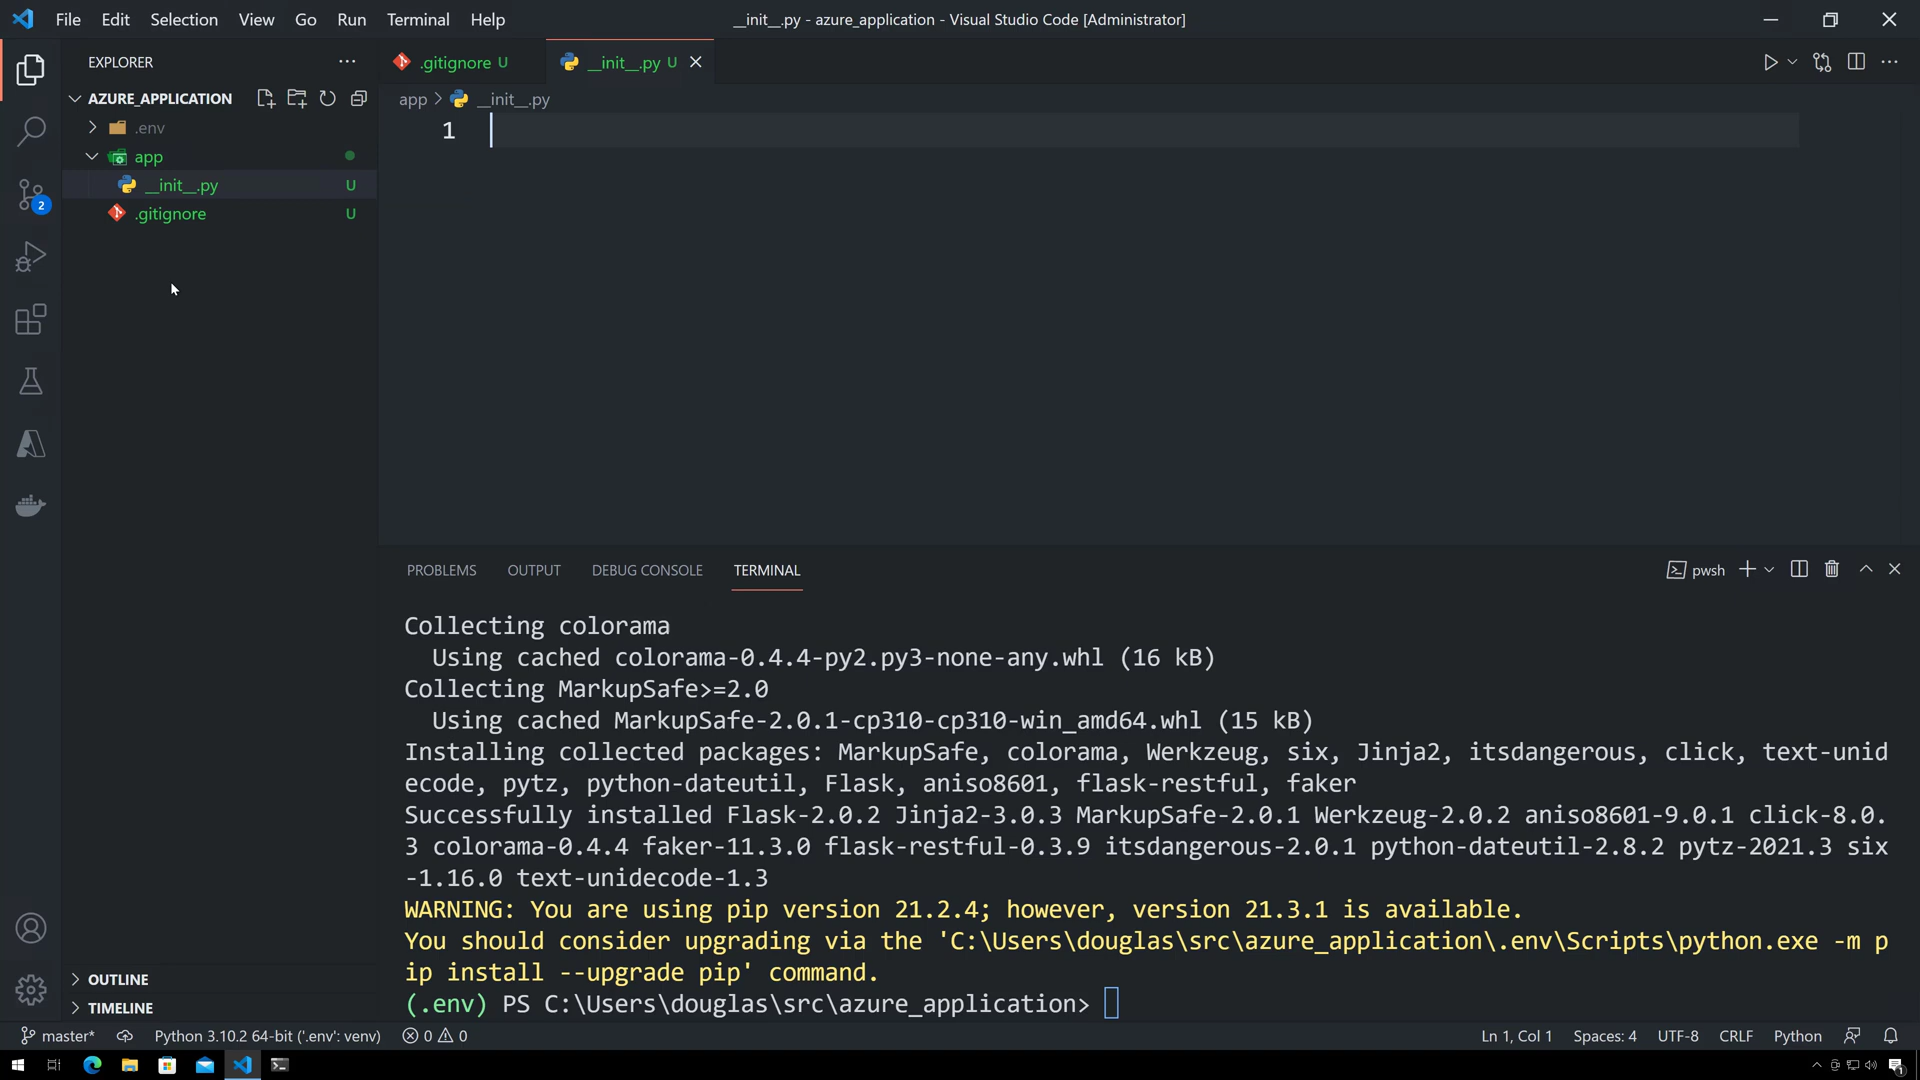 File Edit Selection View Go Run Terminal Help
__init__.py - azure_application - Visual Studio Code [Administrator]
EXPLORER
.gitignore U
__init__.py U
AZURE_APPLICATION
app > __init__.py
.env
1
app
__init__.py U
.gitignore U
2
PROBLEMS OUTPUT DEBUG CONSOLE TERMINAL
pwsh
Collecting colorama
Using cached colorama-0.4.4-py2.py3-none-any.whl (16 kB)
Collecting MarkupSafe>=2.0
Using cached MarkupSafe-2.0.1-cp310-cp310-win_amd64.whl (15 kB)
Installing collected packages: MarkupSafe, colorama, Werkzeug, six, Jinja2, itsdangerous, click, text-unid
ecode, pytz, python-dateutil, Flask, aniso8601, flask-restful, faker
Successfully installed Flask-2.0.2 Jinja2-3.0.3 MarkupSafe-2.0.1 Werkzeug-2.0.2 aniso8601-9.0.1 click-8.0.
3 colorama-0.4.4 faker-11.3.0 flask-restful-0.3.9 itsdangerous-2.0.1 python-dateutil-2.8.2 pytz-2021.3 six
-1.16.0 text-unidecode-1.3
WARNING: You are using pip version 21.2.4; however, version 21.3.1 is available.
You should consider upgrading via the 'C:\Users\douglas\src\azure_application\.env\Scripts\python.exe -m p
ip install --upgrade pip' command.
(.env) PS C:\Users\douglas\src\azure_application>
OUTLINE
TIMELINE
master* Python 3.10.2 64-bit ('.env': venv) 0 0 Ln 1, Col 1 Spaces: 4 UTF-8 CRLF Python
1